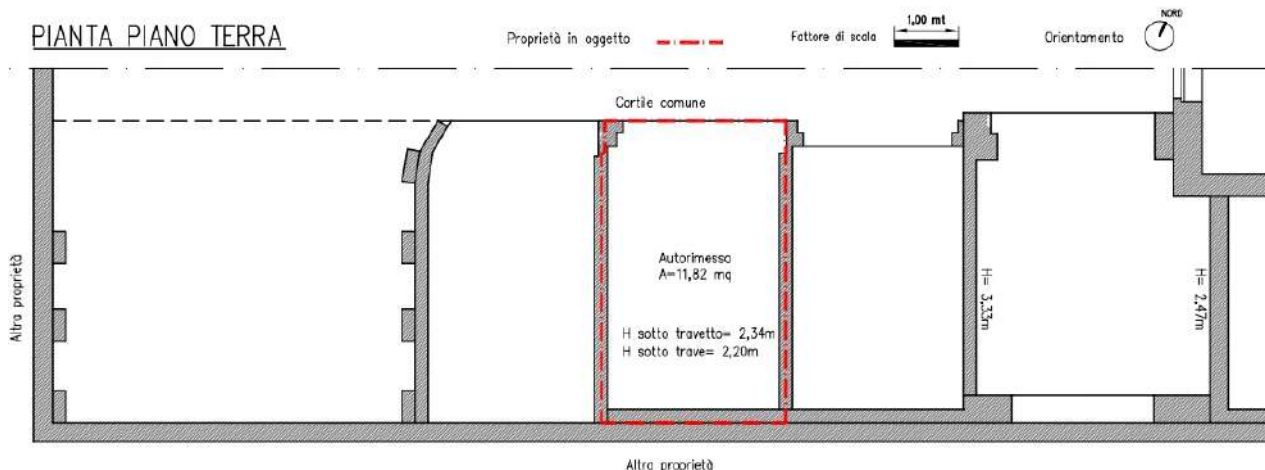 PIANTA PIANO TERRA
Proprietà in oggetto
Fattore di scala
1,00 mt
Orientamento
NORD
Cortile comune
Altra proprietà
Autorimessa
A=11,82 mq
H sotto travetto= 2,34m
H sotto trave= 2,20m
H= 3,33m
H= 2,47m
Altra proprietà